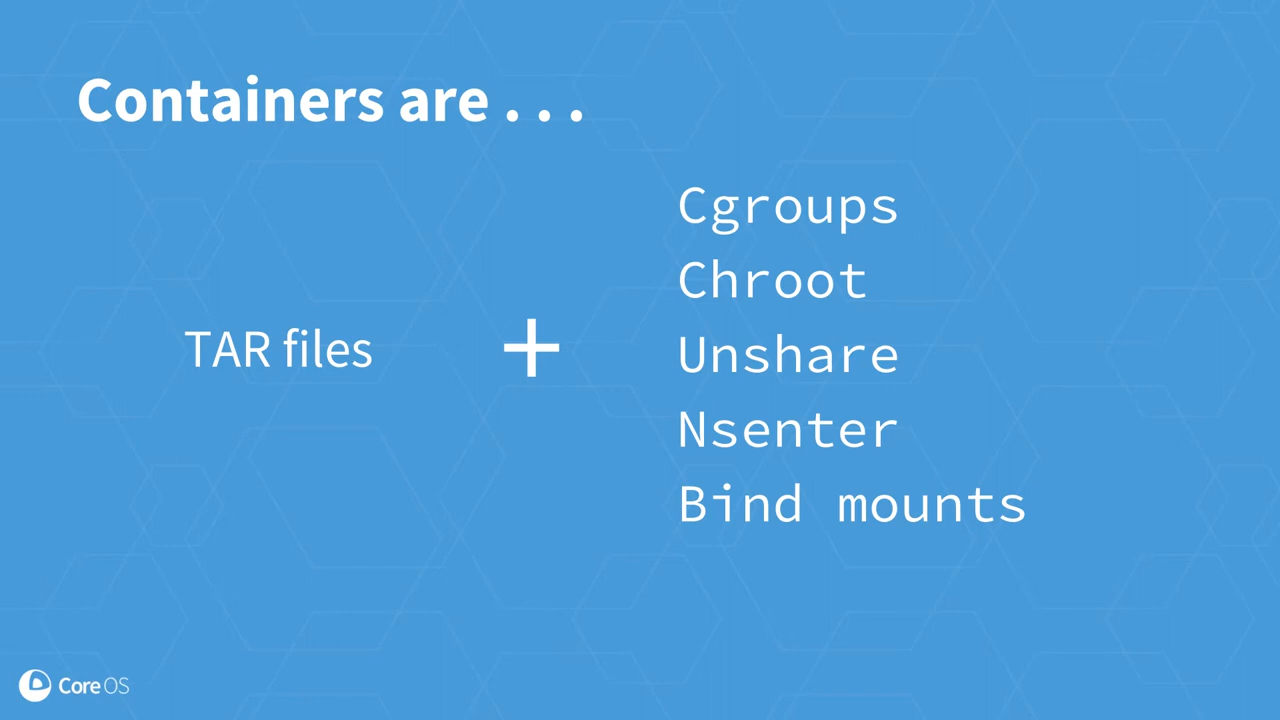 Containers are . . .
TAR files
+
Cgroups
Chroot
Unshare
Nsenter
Bind mounts
CoreOS